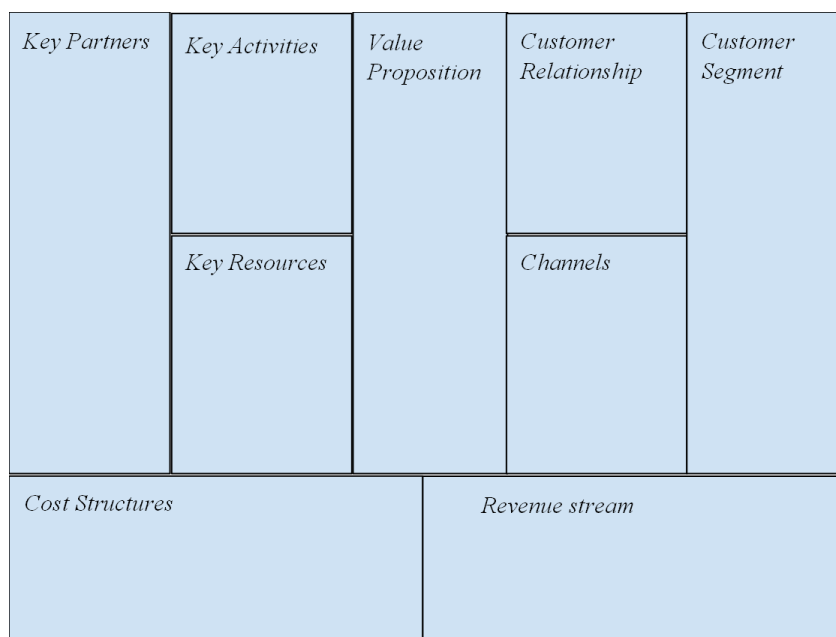 Key Partners
Key Activities
Value
Proposition
Customer
Relationship
Customer
Segment
Key Resources
Channels
Cost Structures
Revenue stream